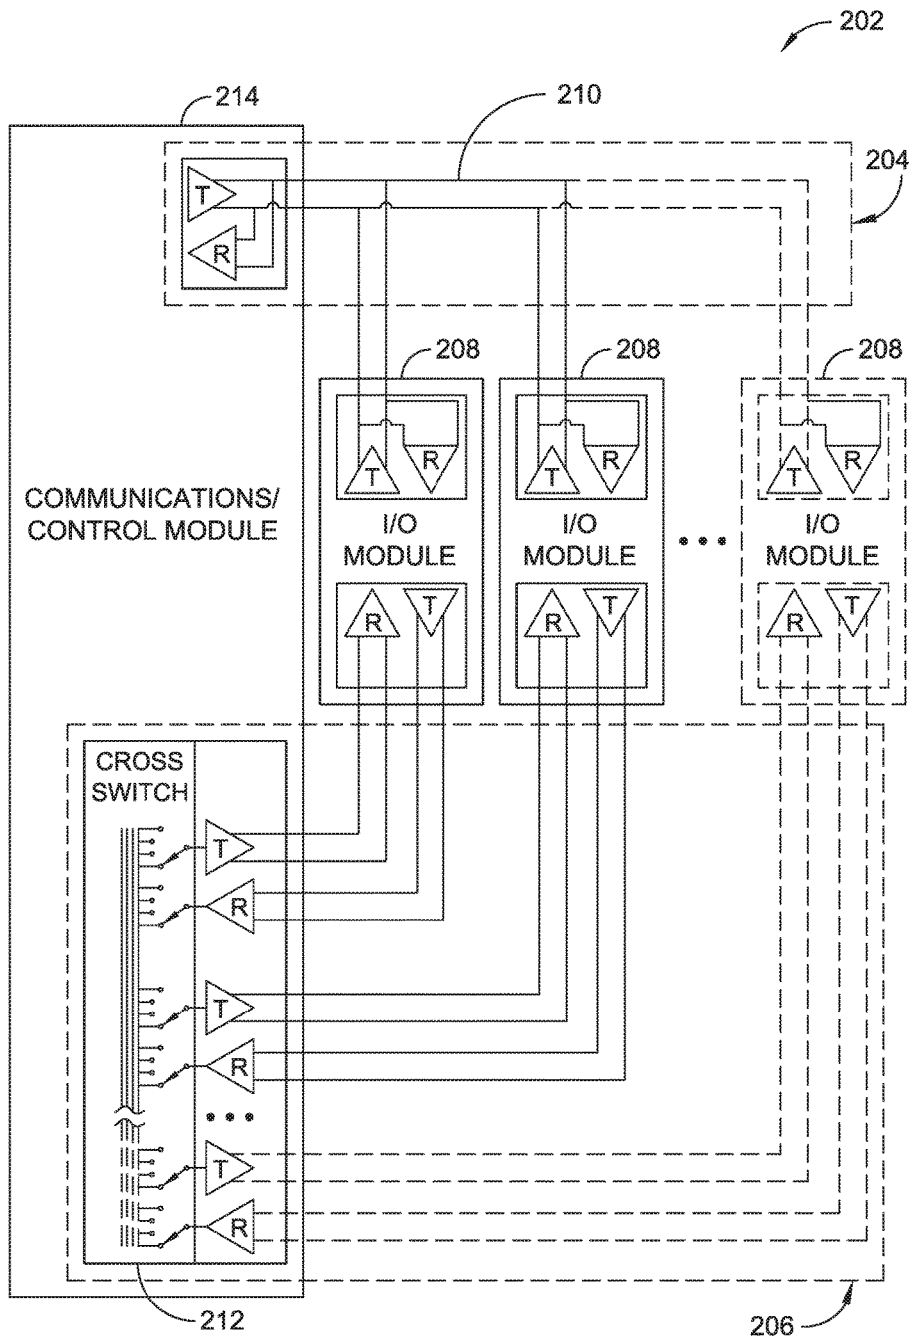 202
214
210
204
T
R
208
208
208
T
R
T
R
T
R
COMMUNICATIONS/
CONTROL MODULE
I/O
MODULE
I/O
MODULE
• • •
I/O
MODULE
R
T
R
T
R
T
CROSS
SWITCH
T
R
T
R
• • •
T
R
212
206